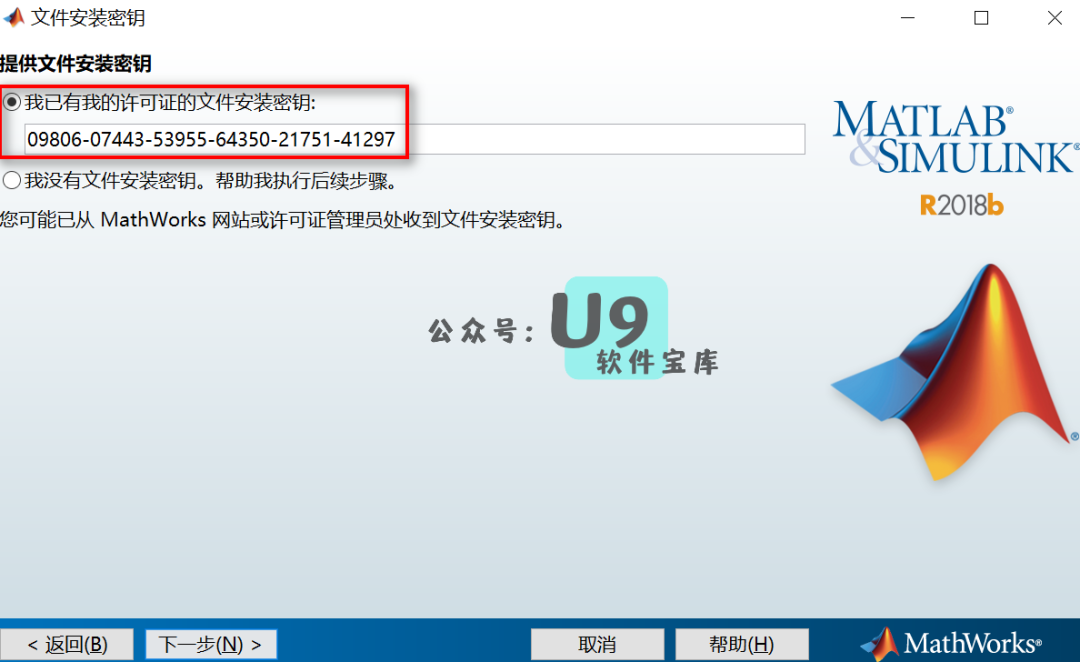 文件安装密钥
提供文件安装密钥
我已有我的许可证的文件安装密钥:
09806-07443-53955-64350-21751-41297
我没有文件安装密钥。帮助我执行后续步骤。
您可能已从 MathWorks 网站或许可证管理员处收到文件安装密钥。
MATLAB®
&SIMULINK®
R2018b
公众号: U9
软件宝库
®
< 返回(B)
下一步(N) >
取消
帮助(H)
MathWorks®